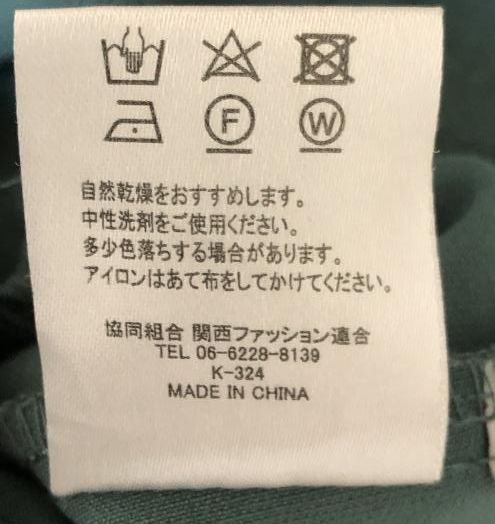 F W
自然乾燥をおすすめします。
中性洗剤をご使用ください。
多少色落ちする場合があります。
アイロンはあて布をしてかけてください。
協同組合 関西ファッション連合
TEL 06-6228-8139
K-324
MADE IN CHINA